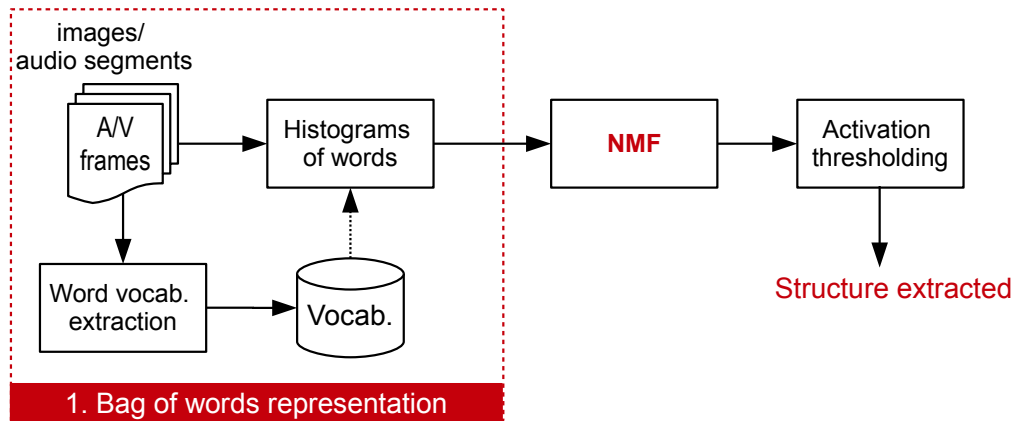 images/
audio segments
A/V
frames
Histograms
of words
NMF
Activation
thresholding
Word vocab.
extraction
Vocab.
Structure extracted
1. Bag of words representation